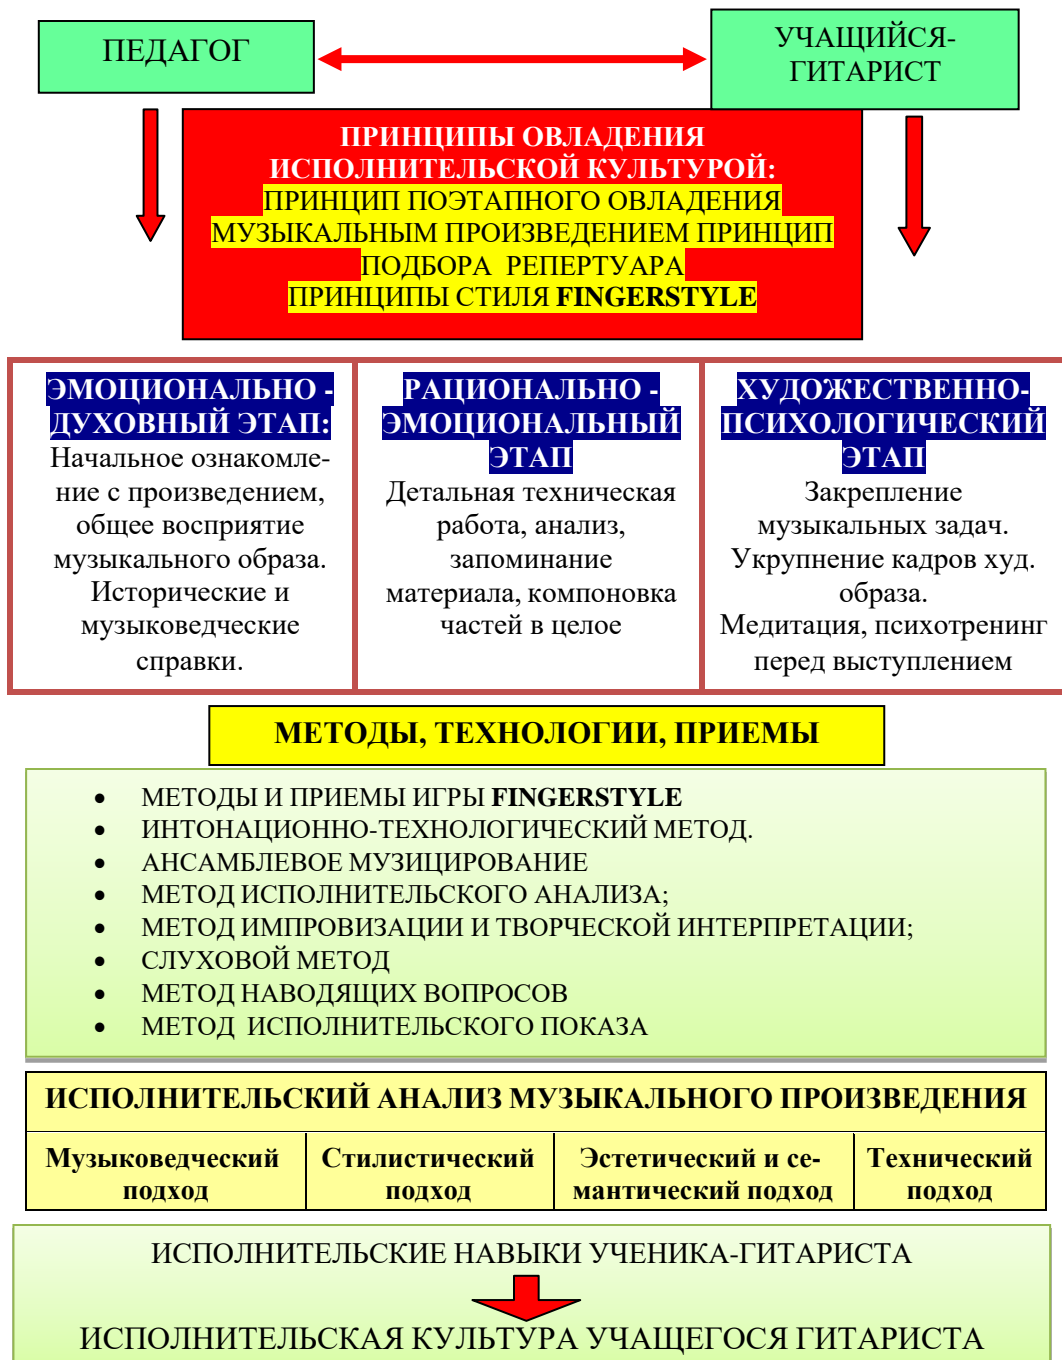 ПЕДАГОГ
УЧАЩИЙСЯ-
ГИТАРИСТ
ПРИНЦИПЫ ОВЛАДЕНИЯ
ИСПОЛНИТЕЛЬСКОЙ КУЛЬТУРОЙ:
ПРИНЦИП ПОЭТАПНОГО ОВЛАДЕНИЯ
МУЗЫКАЛЬНЫМ ПРОИЗВЕДЕНИЕМ ПРИНЦИП
ПОДБОРА РЕПЕРТУАРА
ПРИНЦИПЫ СТИЛЯ FINGERSTYLE
ЭМОЦИОНАЛЬНО -
ДУХОВНЫЙ ЭТАП:
Начальное ознакомле-
ние с произведением,
общее восприятие
музыкального образа.
Исторические и
музыковедческие
справки.
РАЦИОНАЛЬНО -
ЭМОЦИОНАЛЬНЫЙ
ЭТАП
Детальная техническая
работа, анализ,
запоминание
материала, компоновка
частей в целое
ХУДОЖЕСТВЕННО-
ПСИХОЛОГИЧЕСКИЙ
ЭТАП
Закрепление
музыкальных задач.
Укрупнение кадров худ.
образа.
Медитация, психотренинг
перед выступлением
МЕТОДЫ, ТЕХНОЛОГИИ, ПРИЕМЫ
• МЕТОДЫ И ПРИЕМЫ ИГРЫ FINGERSTYLE
• ИНТОНАЦИОННО-ТЕХНОЛОГИЧЕСКИЙ МЕТОД.
• АНСАМБЛЕВОЕ МУЗИЦИРОВАНИЕ
• МЕТОД ИСПОЛНИТЕЛЬСКОГО АНАЛИЗА;
• МЕТОД ИМПРОВИЗАЦИИ И ТВОРЧЕСКОЙ ИНТЕРПРЕТАЦИИ;
• СЛУХОВОЙ МЕТОД
• МЕТОД НАВОДЯЩИХ ВОПРОСОВ
• МЕТОД ИСПОЛНИТЕЛЬСКОГО ПОКАЗА
ИСПОЛНИТЕЛЬСКИЙ АНАЛИЗ МУЗЫКАЛЬНОГО ПРОИЗВЕДЕНИЯ
Музыковедческий
подход
Стилистический
подход
Эстетический и се-
мантический подход
Технический
подход
ИСПОЛНИТЕЛЬСКИЕ НАВЫКИ УЧЕНИКА-ГИТАРИСТА
ИСПОЛНИТЕЛЬСКАЯ КУЛЬТУРА УЧАЩЕГОСЯ ГИТАРИСТА